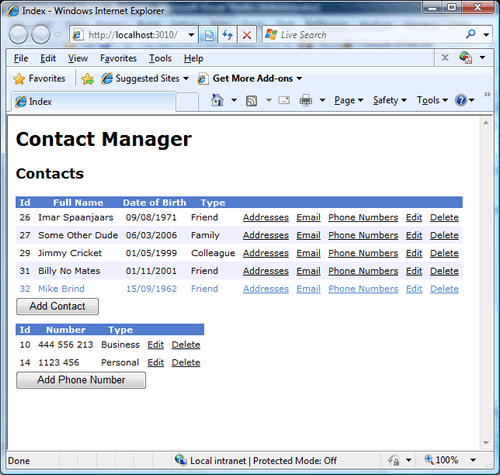 Index - Windows Internet Explorer
http://localhost:3010/ Live Search
File Edit View Favorites Tools Help
Favorites Suggested Sites Get More Add-ons
Index Page Safety Tools
Contact Manager
Contacts
Id Full Name Date of Birth Type
26 Imar Spaanjaars 09/08/1971 Friend Addresses Email Phone Numbers Edit Delete
27 Some Other Dude 06/03/2006 Family Addresses Email Phone Numbers Edit Delete
29 Jimmy Cricket 01/05/1999 Colleague Addresses Email Phone Numbers Edit Delete
31 Billy No Mates 01/11/2001 Friend Addresses Email Phone Numbers Edit Delete
32 Mike Brind 15/09/1962 Friend Addresses Email Phone Numbers Edit Delete
Add Contact
Id Number Type
10 444 556 213 Business Edit Delete
14 1123 456 Personal Edit Delete
Add Phone Number
Done Local intranet | Protected Mode: Off 100%